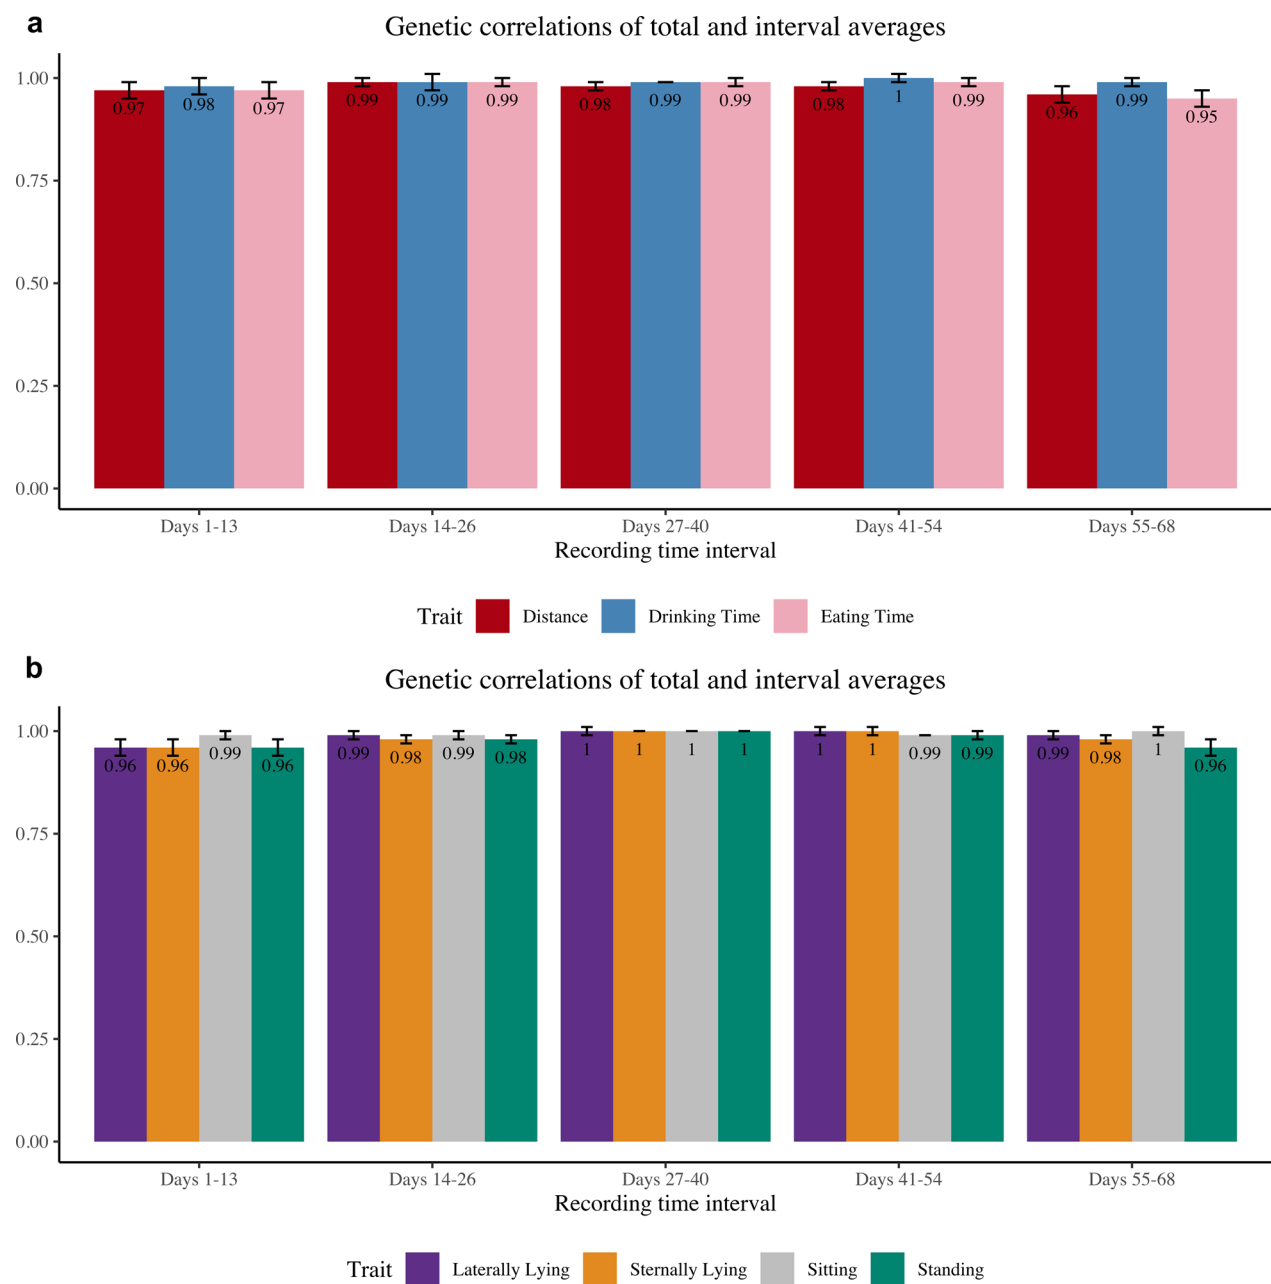 a
Genetic correlations of total and interval averages
1.00
0.75
0.50
0.25
0.00
0.97 0.98 0.97 0.99 0.99 0.99 0.98 0.99 0.99 0.98 1 0.99 0.96 0.99 0.95
Days 1-13 Days 14-26 Days 27-40 Days 41-54 Days 55-68
Recording time interval
Trait Distance Drinking Time Eating Time
b
Genetic correlations of total and interval averages
1.00
0.75
0.50
0.25
0.00
0.96 0.96 0.99 0.96 0.99 0.98 0.99 0.98 1 1 1 1 1 1 0.99 0.99 0.99 0.98 1 0.96
Days 1-13 Days 14-26 Days 27-40 Days 41-54 Days 55-68
Recording time interval
Trait Laterally Lying Sternally Lying Sitting Standing